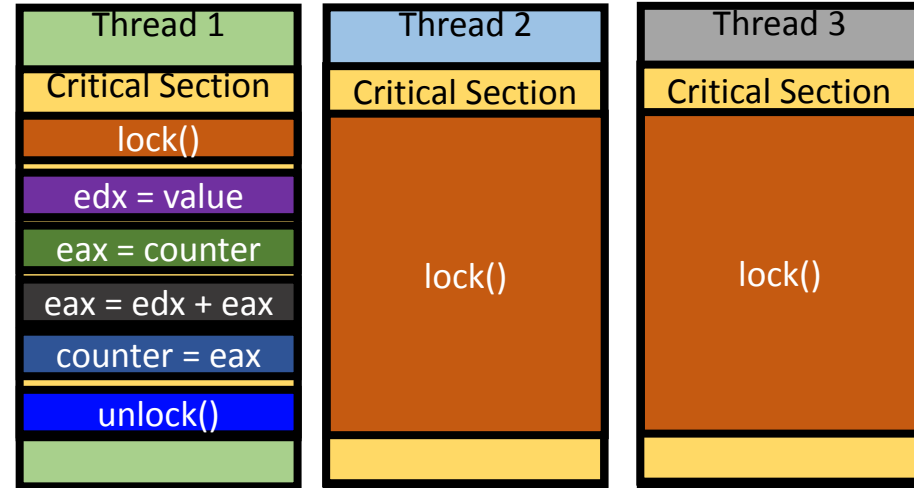 Thread 1
Critical Section
lock()
edx = value
eax = counter
eax = edx + eax
counter = eax
unlock()
Thread 2
Critical Section
lock()
Thread 3
Critical Section
lock()